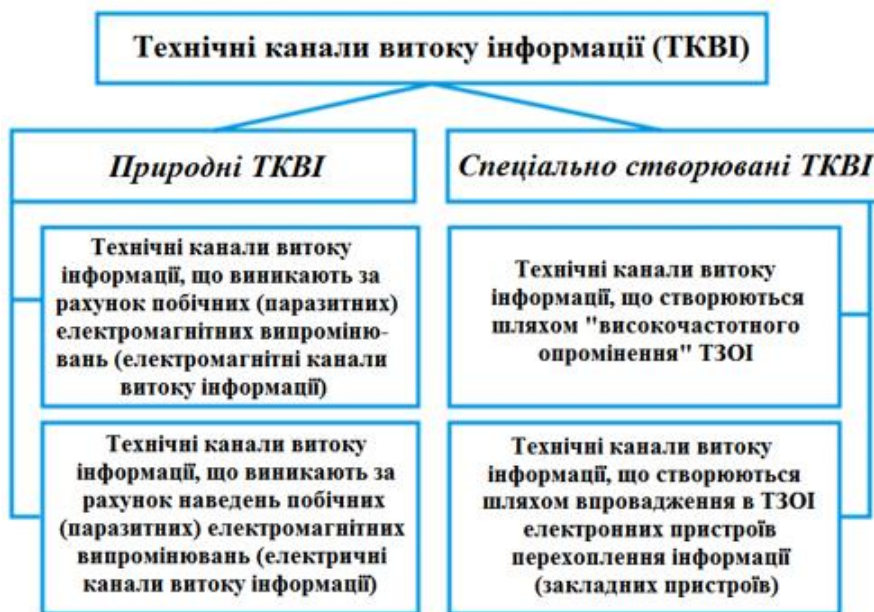 Технічні канали витоку інформації (ТКВІ)
Природні ТКВІ
Спеціально створювані ТКВІ
Технічні канали витоку
інформації, що виникають за
рахунок побічних (паразитних)
електромагнітних випроміню-
вань (електромагнітні канали
витоку інформації)
Технічні канали витоку
інформації, що створюються
шляхом "високочастотного
опромінення" ТЗОІ
Технічні канали витоку
інформації, що виникають за
рахунок наведень побічних
(паразитних) електромагнітних
випромінювань (електричні
канали витоку інформації)
Технічні канали витоку
інформації, що створюються
шляхом впровадження в ТЗОІ
електронних пристроїв
перехоплення інформації
(закладних пристроїв)